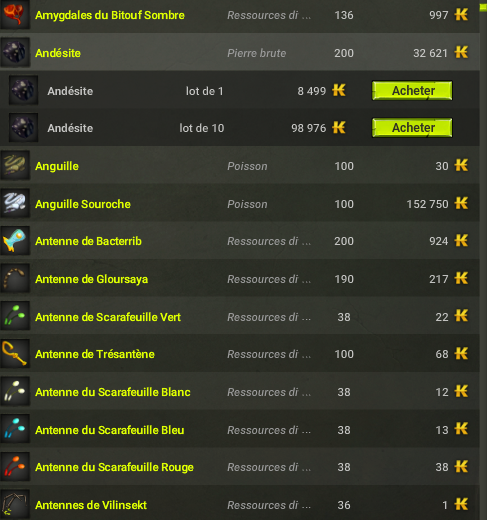 Amygdales du Bitouf Sombre Ressources di ... 136 997
Andésite Pierre brute 200 32 621
Andésite lot de 1 8 499 Acheter
Andésite lot de 10 98 976 Acheter
Anguille Poisson 100 30
Anguille Souroche Poisson 100 152 750
Antenne de Bacterrib Ressources di ... 200 924
Antenne de Gloursaya Ressources di ... 190 217
Antenne de Scarafeuille Vert Ressources di ... 38 22
Antenne de Trésantène Ressources di ... 100 68
Antenne du Scarafeuille Blanc Ressources di ... 38 12
Antenne du Scarafeuille Bleu Ressources di ... 38 13
Antenne du Scarafeuille Rouge Ressources di ... 38 38
Antennes de Vilinsekt Ressources di ... 36 1